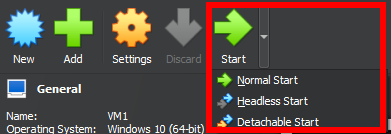 New Add Settings Discard Start
Normal Start
General
Headless Start
Name: VM1
Operating System: Windows 10 (64-bit)
Detachable Start